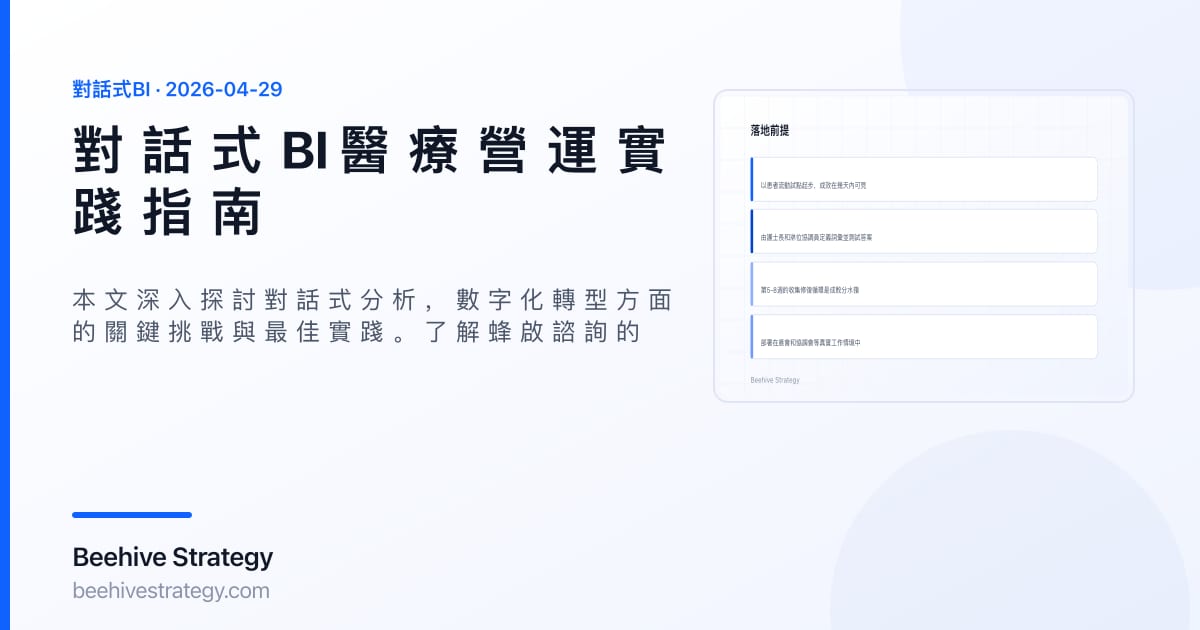 對話式BI · 2026-04-29
對話式BI醫療營運實
踐指南
本文深入探討對話式分析，數字化轉型方面
的關鍵挑戰與最佳實踐。了解蜂啟諮詢的
落地前提
以患者流動試點起步，成效在幾天內可見
由護士長和床位協調員定義詞彙並測試答案
第5-8週的收集修復循環是成敗分水嶺
部署在晨會和協調會等真實工作情境中
Beehive Strategy
Beehive Strategy
beehivestrategy.com